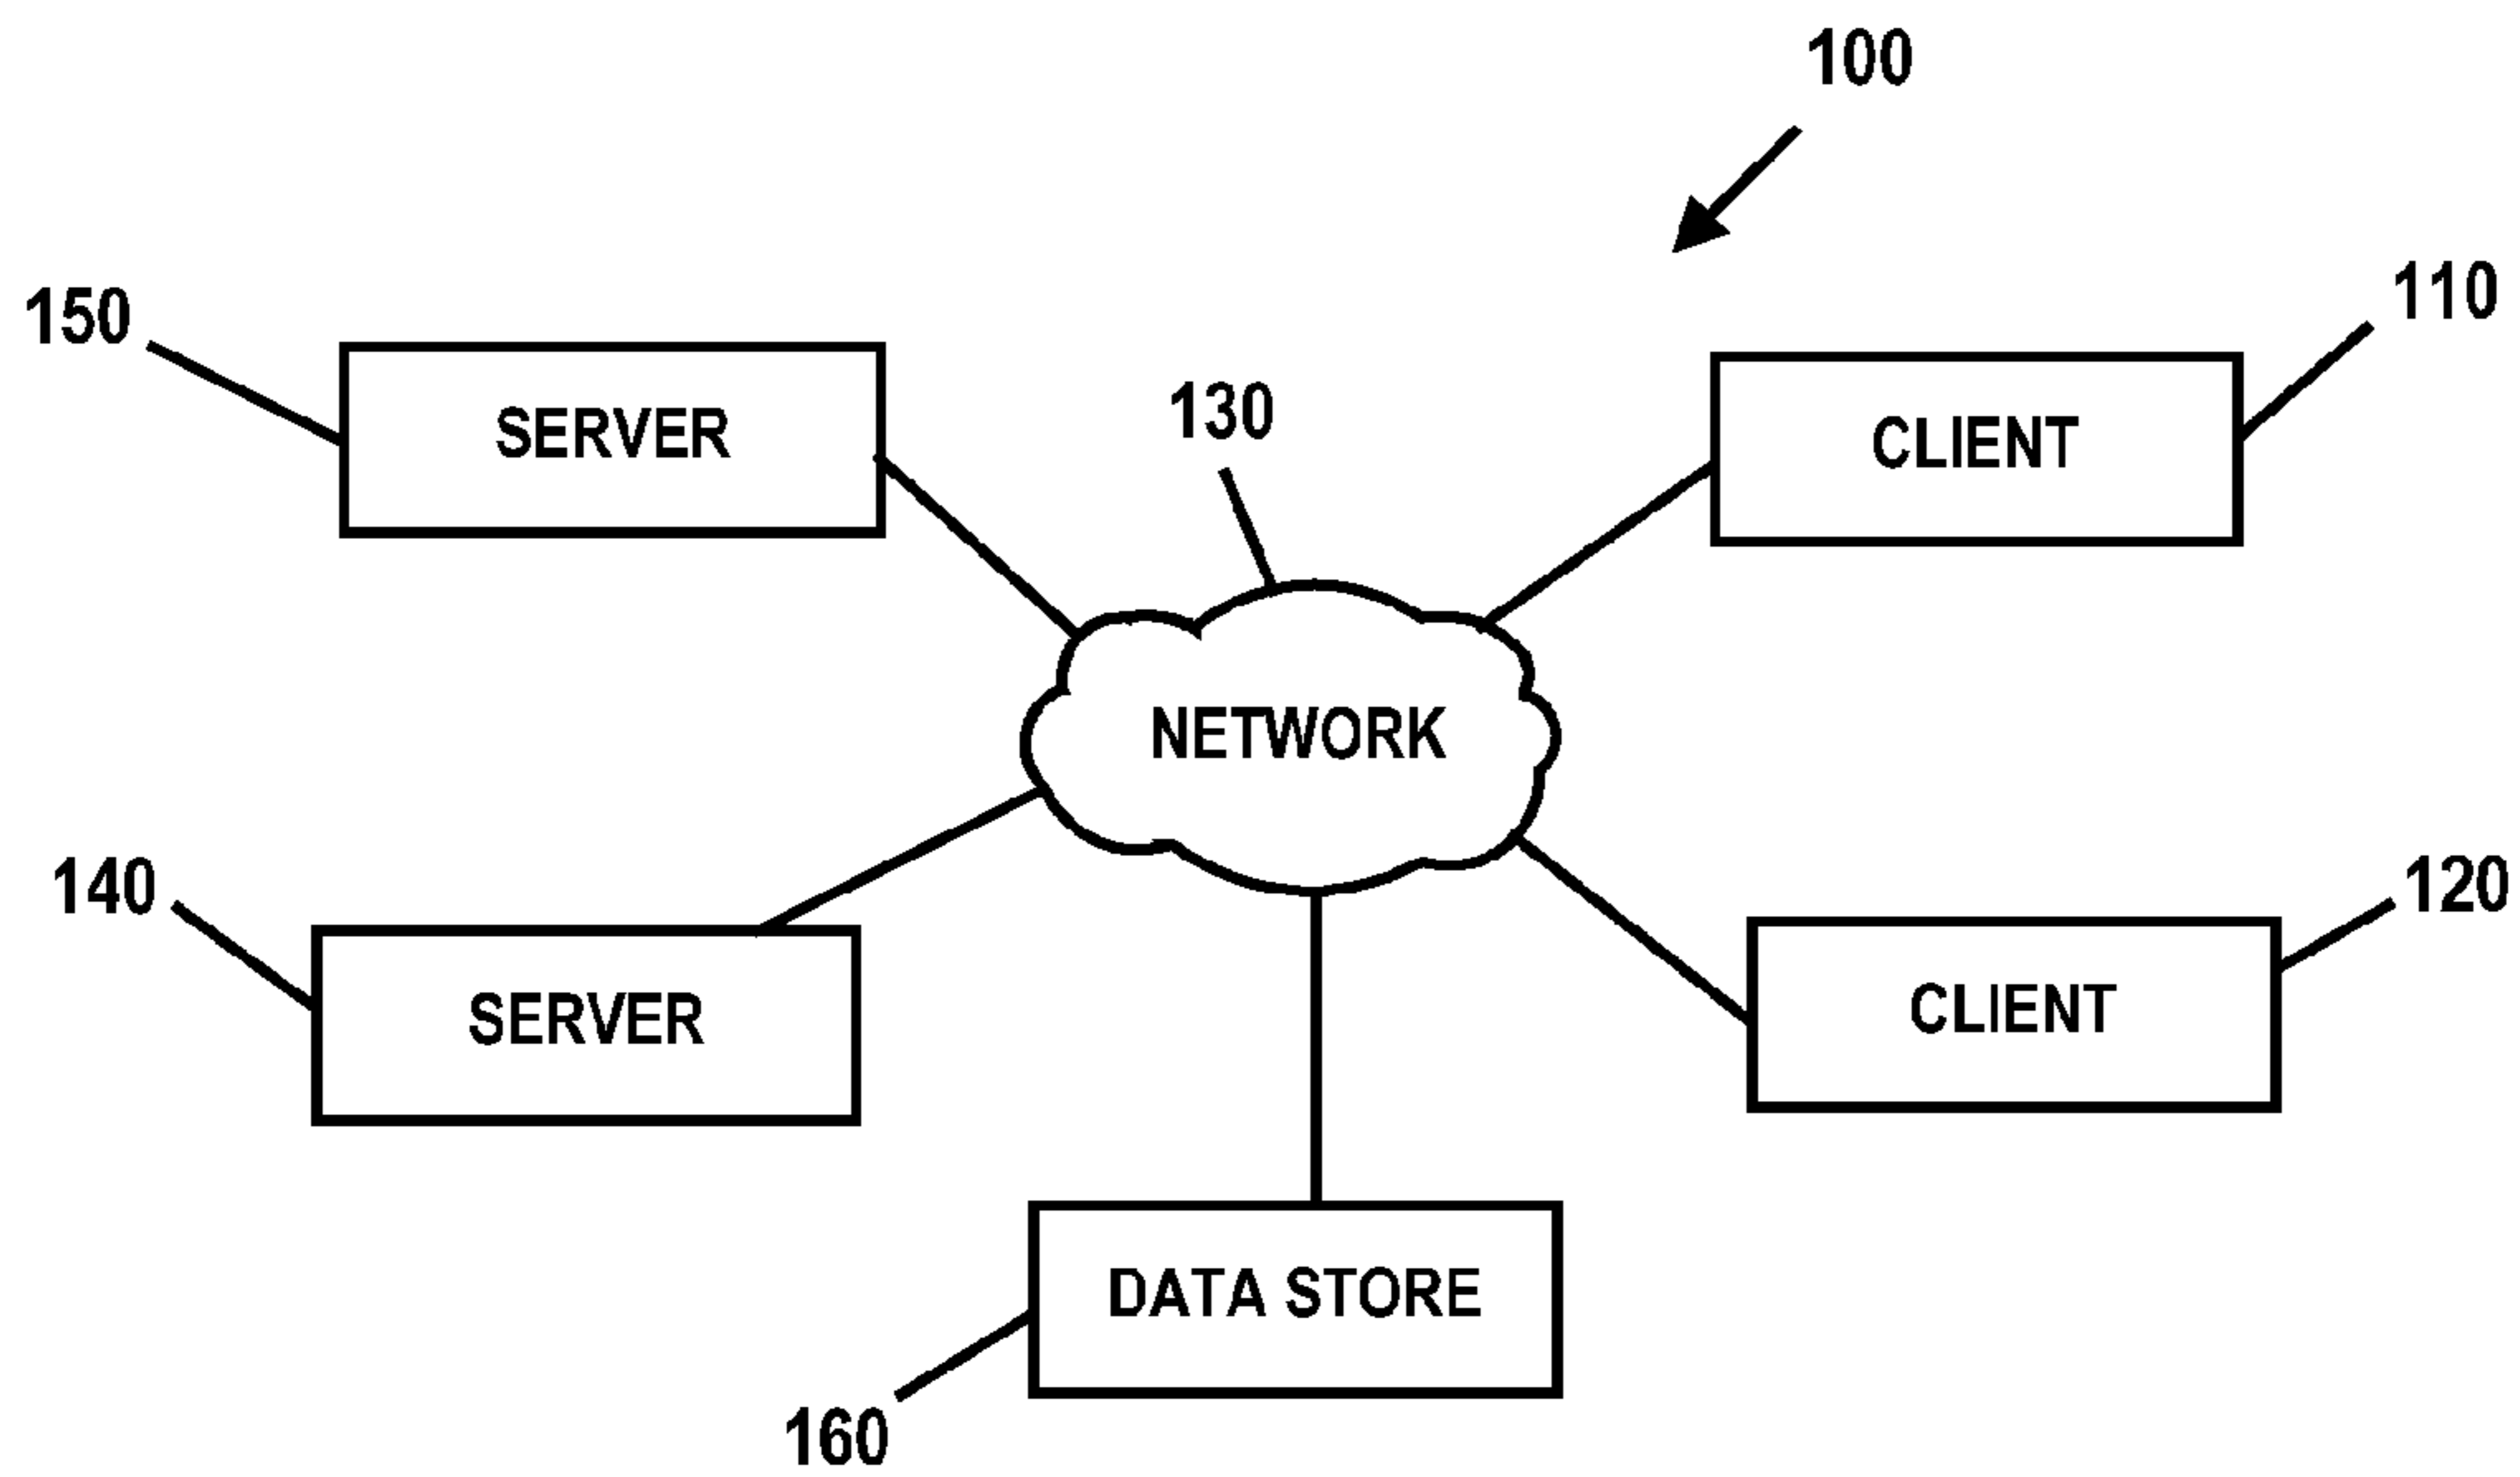 100
110
150
SERVER
130
CLIENT
NETWORK
140
120
SERVER
CLIENT
DATA STORE
160